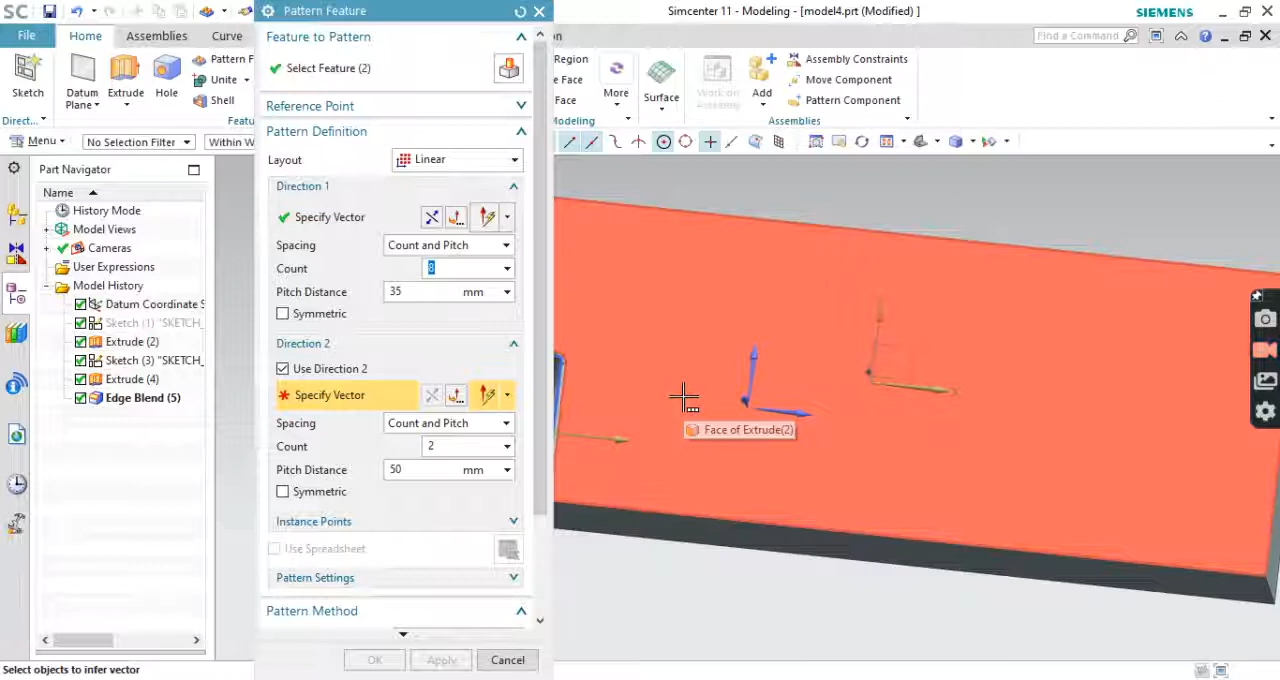 SC
Pattern Feature
Simcenter 11 - Modeling - [model4.prt (Modified) ]
SIEMENS
File
Home
Assemblies
Curve
on
Find a Command
Sketch
Datum
Plane
Extrude
Hole
Pattern F
Unite
Shell
Region
e Face
Face
More
Surface
Work on
Assembly
Add
Assembly Constraints
Move Component
Pattern Component
Direct...
Featu
Modeling
Assemblies
Menu
No Selection Filter
Within W
Part Navigator
Name
History Mode
Model Views
Cameras
User Expressions
Model History
Datum Coordinate S
Sketch (1) "SKETCH_
Extrude (2)
Sketch (3) "SKETCH_
Extrude (4)
Edge Blend (5)
Feature to Pattern
Select Feature (2)
Reference Point
Pattern Definition
Layout
Linear
Direction 1
Specify Vector
Spacing
Count and Pitch
Count
8
Pitch Distance
35 mm
Symmetric
Direction 2
Use Direction 2
* Specify Vector
Spacing
Count and Pitch
Count
2
Pitch Distance
50 mm
Symmetric
Instance Points
Use Spreadsheet
Pattern Settings
Pattern Method
OK
Apply
Cancel
Face of Extrude(2)
Select objects to infer vector